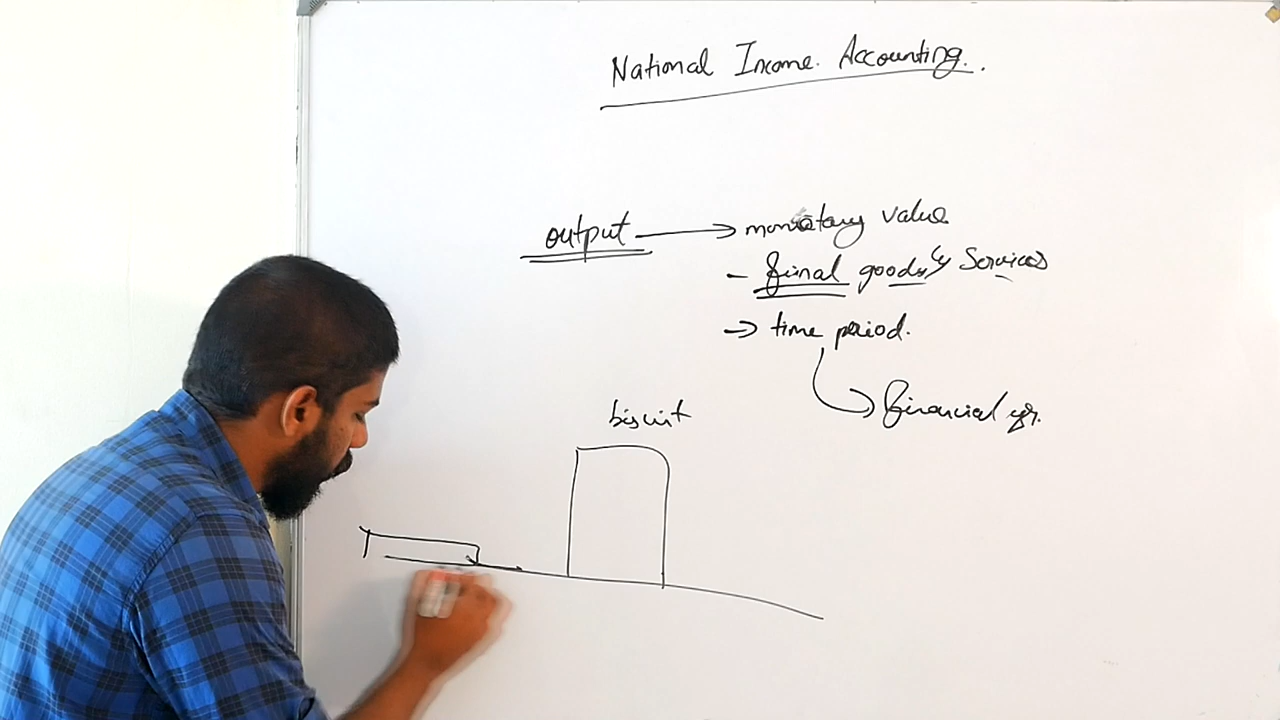 National Income. Accounting..
output → monetary value
- final goods & Services
→ time period.
financial yr.
biscuit